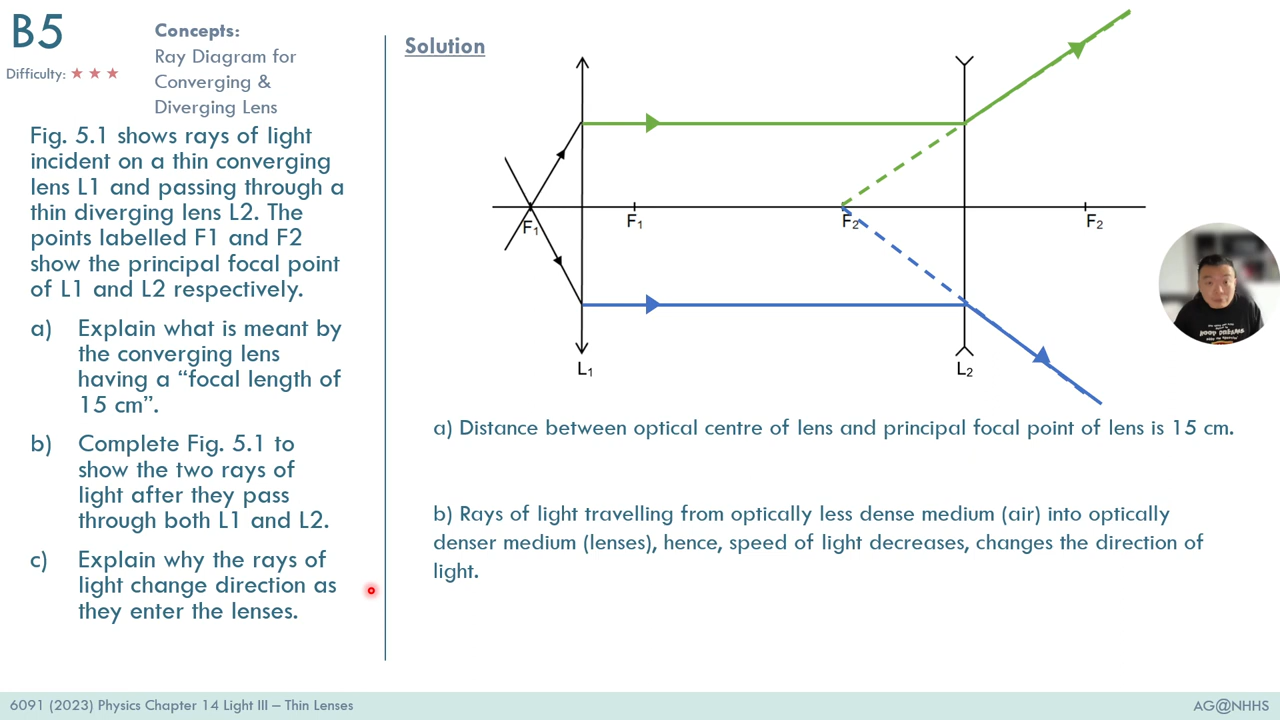 B5
Difficulty: ★ ★ ★
Concepts:
Ray Diagram for
Converging &
Diverging Lens
Fig. 5.1 shows rays of light
incident on a thin converging
lens L1 and passing through a
thin diverging lens L2. The
points labelled F1 and F2
show the principal focal point
of L1 and L2 respectively.
a) Explain what is meant by
the converging lens
having a “focal length of
15 cm”.
b) Complete Fig. 5.1 to
show the two rays of
light after they pass
through both L1 and L2.
c) Explain why the rays of
light change direction as
they enter the lenses.
Solution
F₁ F₁ F₂ F₂
L₁ L₂
a) Distance between optical centre of lens and principal focal point of lens is 15 cm.
b) Rays of light travelling from optically less dense medium (air) into optically
denser medium (lenses), hence, speed of light decreases, changes the direction of
light.
6091 (2023) Physics Chapter 14 Light III – Thin Lenses
AG@NHHS